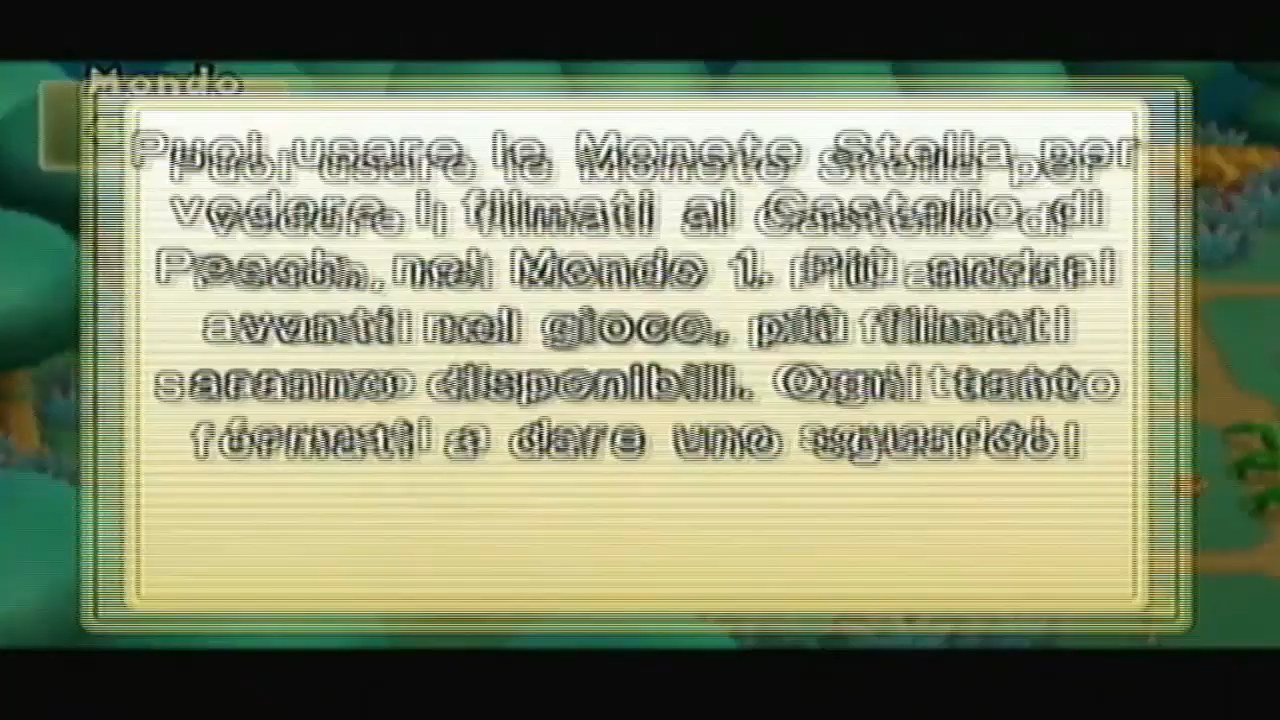 Mondo
Puoi usare le Monete Stella per
vedere i filmati al Castello di
Peach, nel Mondo 1. Più andrai
avanti nel gioco, più filmati
saranno disponibili. Ogni tanto
fermati a dare uno sguardo!